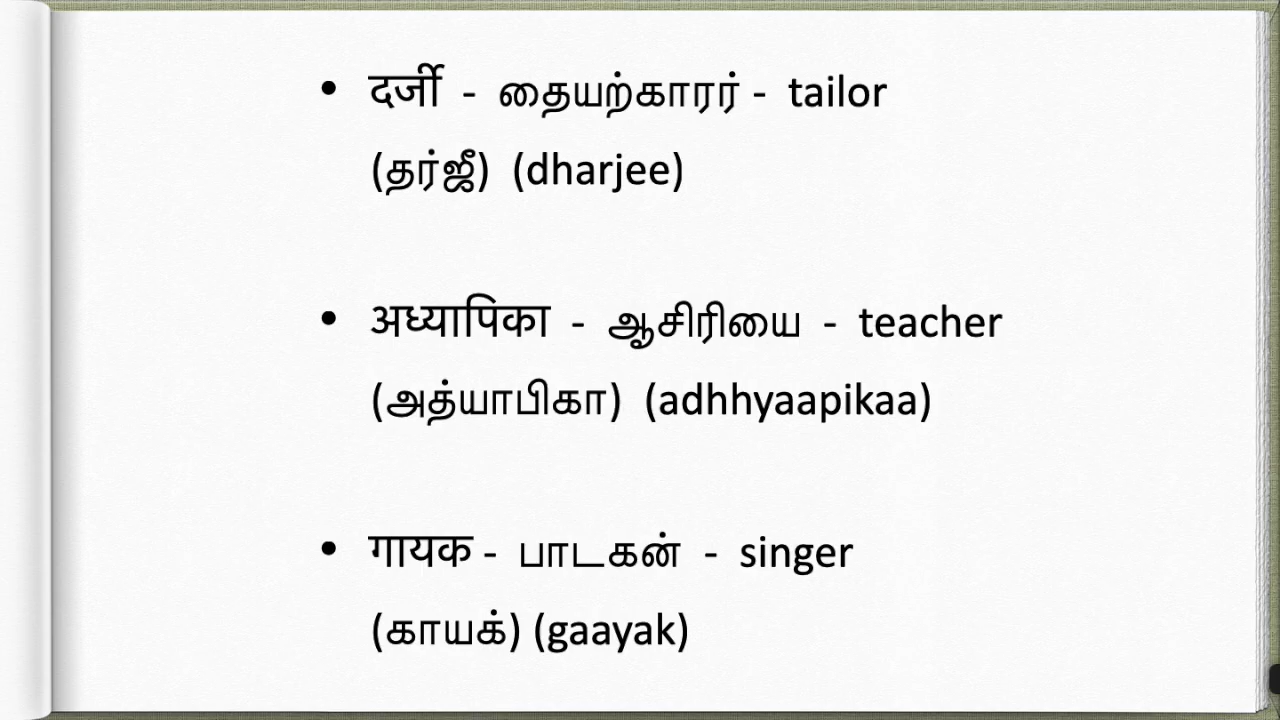 • दर्जी - தையற்காரர் - tailor
(தர்ஜீ) (dharjee)
• अध्यापिका - ஆசிரியை - teacher
(அத்யாபிகா) (adhhyaapikaa)
• गायक - பாடகன் - singer
(காயக்) (gaayak)